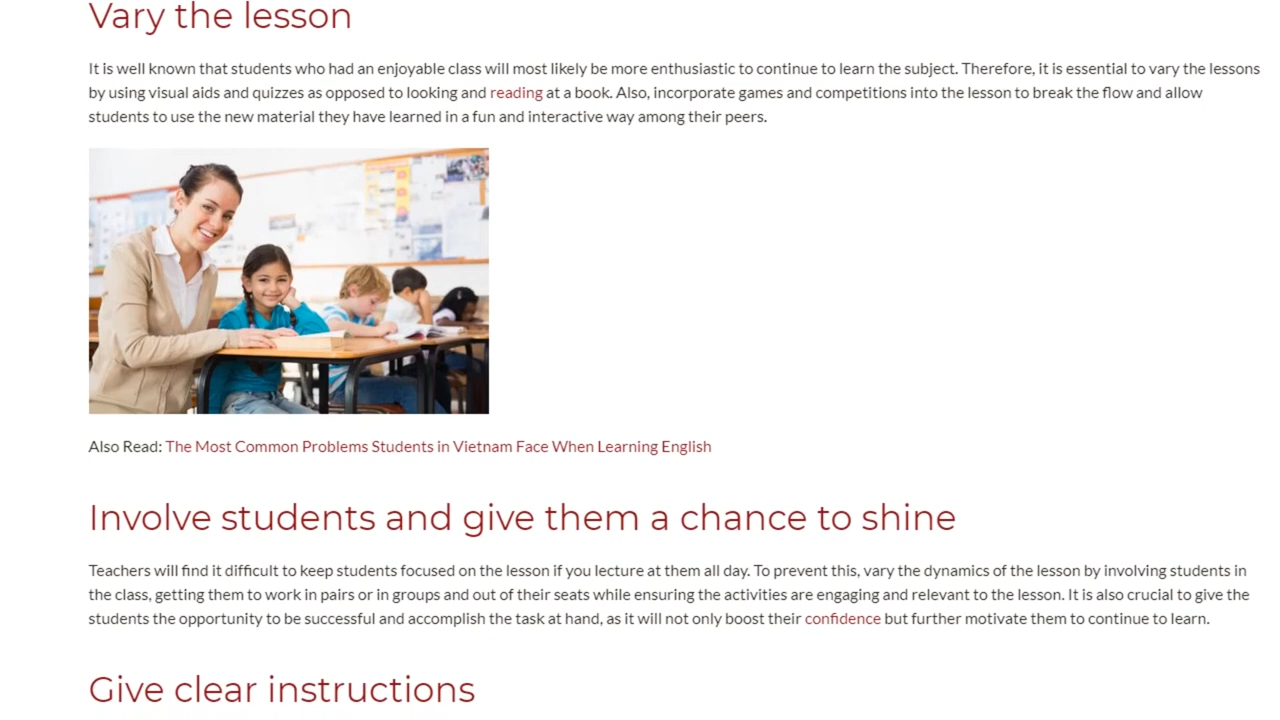 Vary the lesson
It is well known that students who had an enjoyable class will most likely be more enthusiastic to continue to learn the subject. Therefore, it is essential to vary the lessons
by using visual aids and quizzes as opposed to looking and reading at a book. Also, incorporate games and competitions into the lesson to break the flow and allow
students to use the new material they have learned in a fun and interactive way among their peers.
Also Read: The Most Common Problems Students in Vietnam Face When Learning English
Involve students and give them a chance to shine
Teachers will find it difficult to keep students focused on the lesson if you lecture at them all day. To prevent this, vary the dynamics of the lesson by involving students in
the class, getting them to work in pairs or in groups and out of their seats while ensuring the activities are engaging and relevant to the lesson. It is also crucial to give the
students the opportunity to be successful and accomplish the task at hand, as it will not only boost their confidence but further motivate them to continue to learn.
Give clear instructions